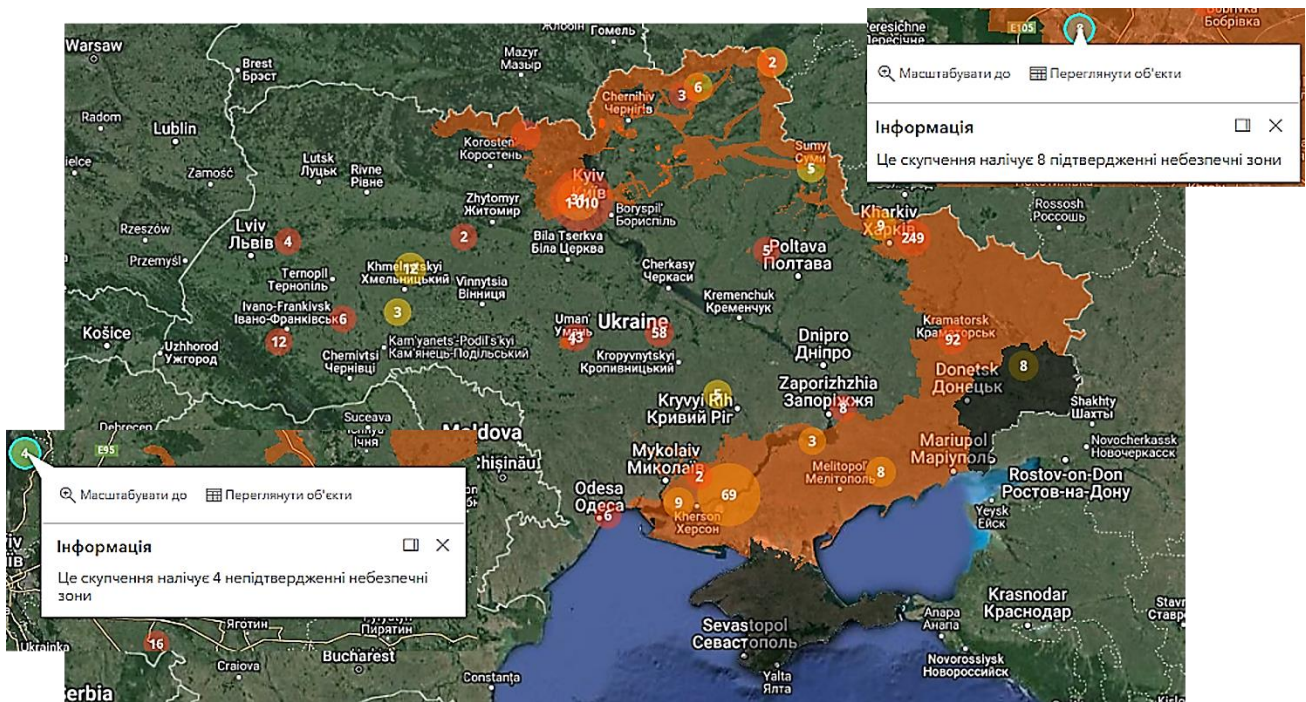 Жлобін
Гомель
Warsaw
Mazyr
Мазыр
Brest
Брэст
2
6
3
Chernihiv
Чернігів
Radom
Lublin
Korosten
Коростень
Sumy
Суми
5
Lutsk
Луцьк
Rivne
Рівне
Kyiv
Київ
Zamość
Zhytomyr
Житомир
Boryspil'
Бориспіль
Kharkiv
Харків
9
249
Rossosh
Россошь
Rzeszów
Lviv
Львів
4
2
Bila Tserkva
Біла Церква
5
Poltava
Полтава
Przemyśl
Ternopil
Тернопіль
12
Khmelnytskyi
Хмельницький
Vinnytsia
Вінниця
Cherkasy
Черкаси
Kremenchuk
Кременчук
Ivano-Frankivsk
Івано-Франківськ
6
3
Košice
Uzhhorod
Ужгород
12
Chernivtsi
Чернівці
Kam'yanets'-Podil's'kyi
Кам'янець-Подільський
Uman'
Умань
43
Ukraine
58
Kropyvnytskyi
Кропивницький
Dnipro
Дніпро
Kramatorsk
Краматорськ
92
Donetsk
Донецьк
8
Zaporizhzhia
Запоріжжя
8
Kryvyi Rih
Кривий Ріг
5
Shakhty
Шахты
Debrecen
Suceava
Moldova
Chișinău
Mykolaiv
Миколаїв
2
3
Mariupol
Маріуполь
Novocherkassk
Новочеркасск
Melitopol'
Мелітополь
8
Rostov-on-Don
Ростов-на-Дону
Odesa
Одеса
6
9
69
Kherson
Херсон
Yeysk
Ейск
Krasnodar
Краснодар
Sevastopol
Севастополь
Анапа
Novorossiysk
Новороссийск
Yalta
Ялта
Craiova
Bucharest
Constanța
Serbia
E105
8
Бобрівка
Масштабувати до
Переглянути об'єкти
Інформація
Це скупчення налічує 8 підтвердженні небезпечні зони
4
E95
Масштабувати до
Переглянути об'єкти
Інформація
Це скупчення налічує 4 непідтвердженні небезпечні
зони
Яготин
Пирятин
Ukrainka
16